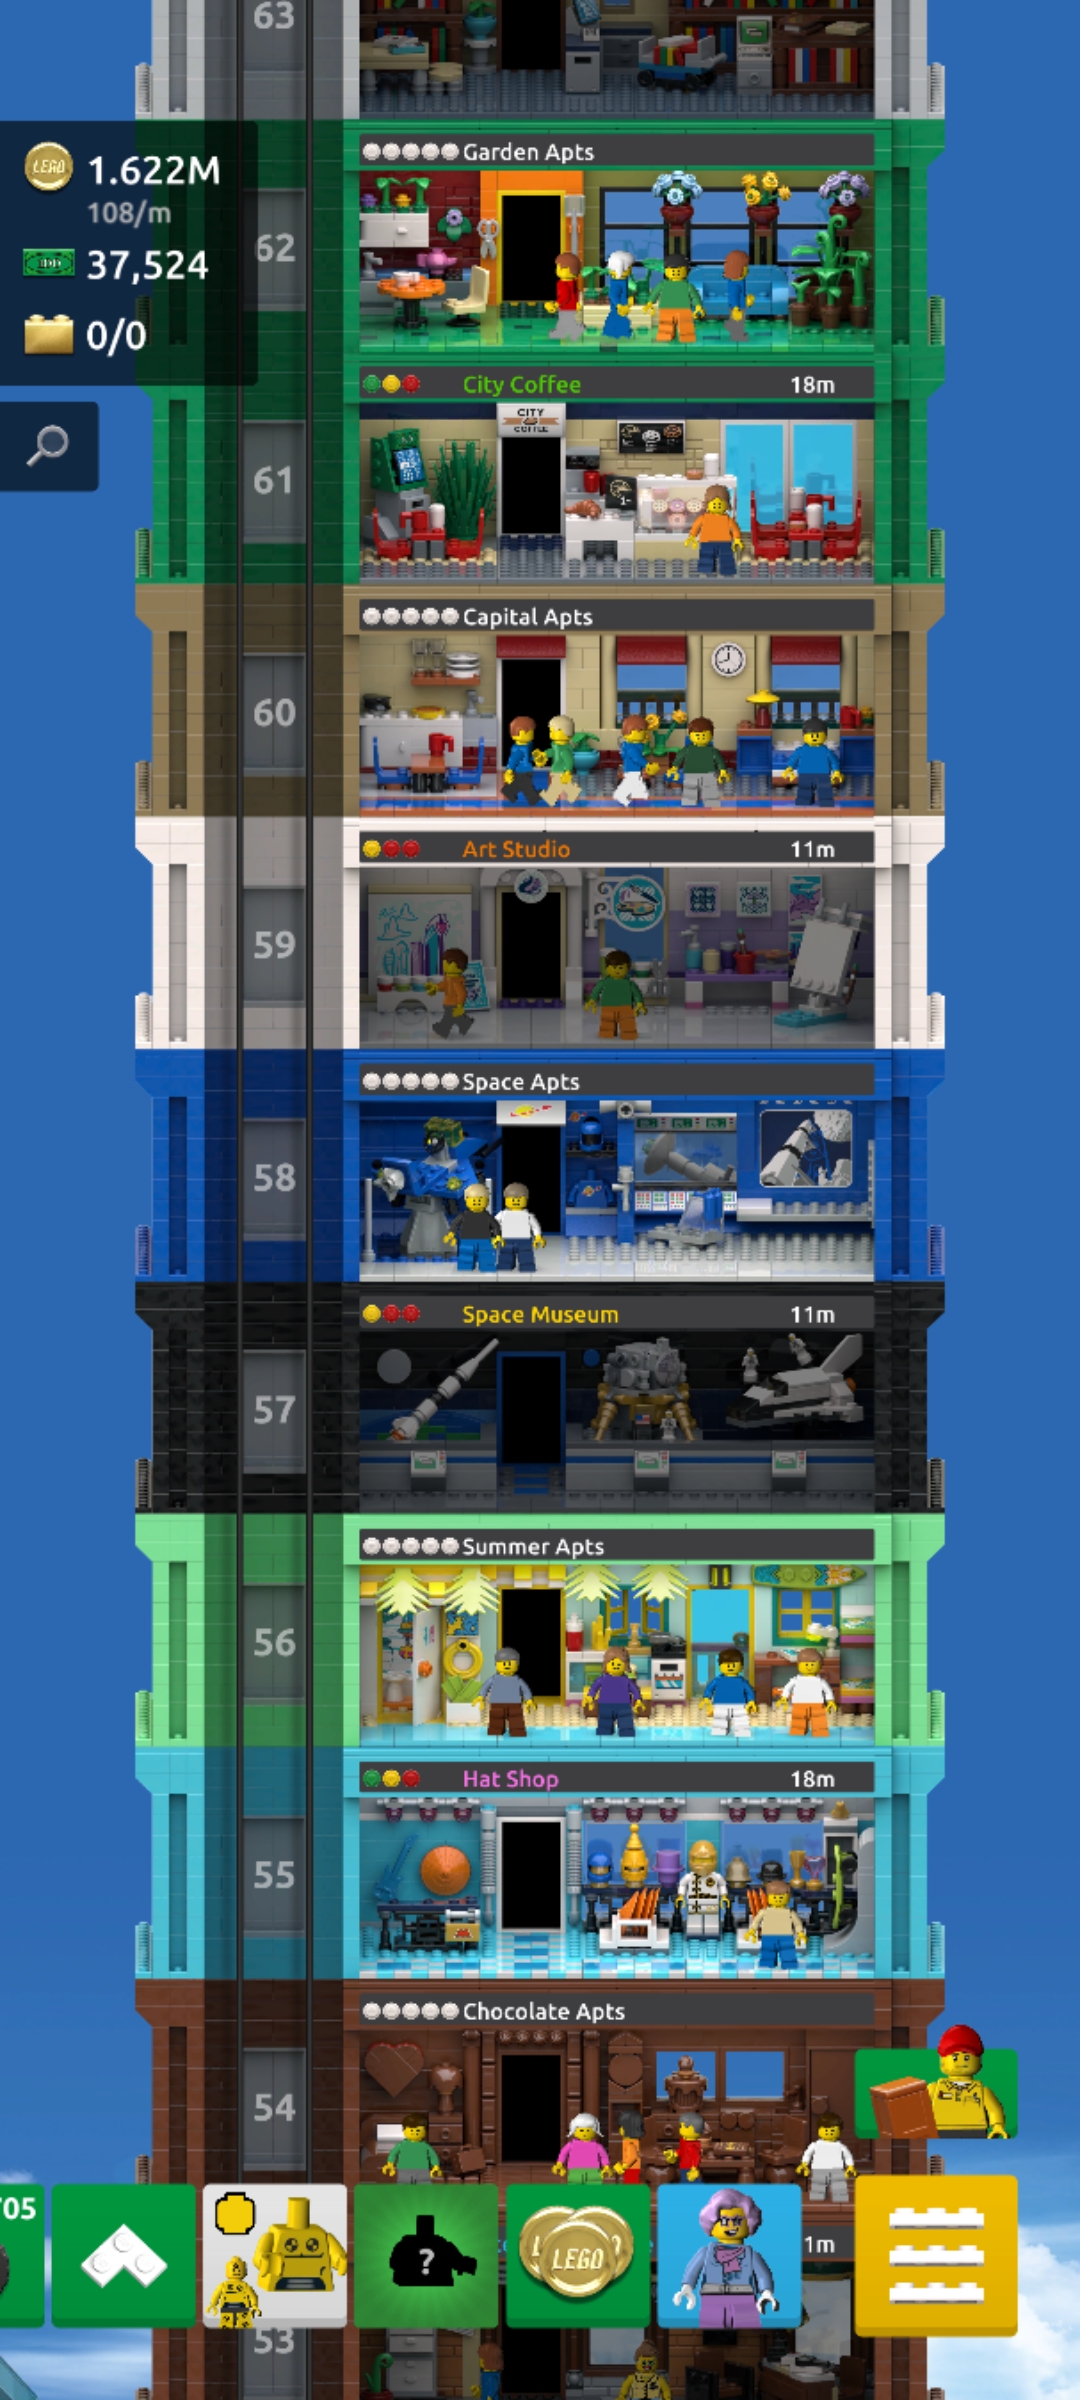 63
LEGO 1.622M
108/m
37,524
0/0
Garden Apts
62
City Coffee 18m
CITY
COFFEE
61
Capital Apts
60
Art Studio 11m
59
Space Apts
58
Space Museum 11m
57
Summer Apts
56
Hat Shop 18m
55
Chocolate Apts
54
705
?
LEGO
1m
53